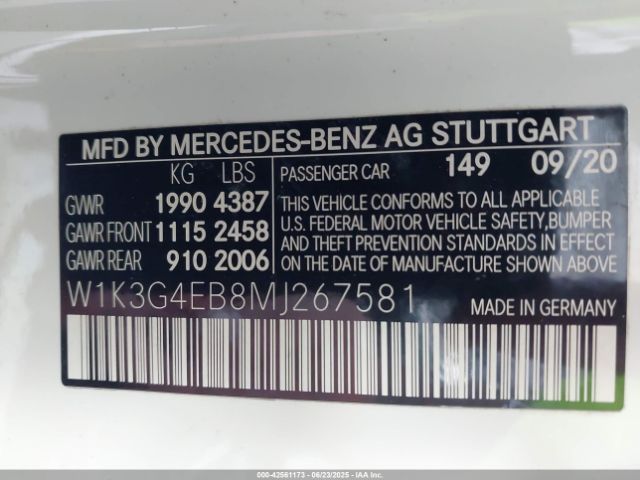 MFD BY MERCEDES-BENZ AG STUTTGART
KG LBS
GVWR 1990 4387
GAWR FRONT 1115 2458
GAWR REAR 910 2006
PASSENGER CAR 149 09/20
THIS VEHICLE CONFORMS TO ALL APPLICABLE
U.S. FEDERAL MOTOR VEHICLE SAFETY,BUMPER
AND THEFT PREVENTION STANDARDS IN EFFECT
ON THE DATE OF MANUFACTURE SHOWN ABOVE.
W1K3G4EB8MJ267581 MADE IN GERMANY
000-42561173 - 06/23/2025 - IAA Inc.